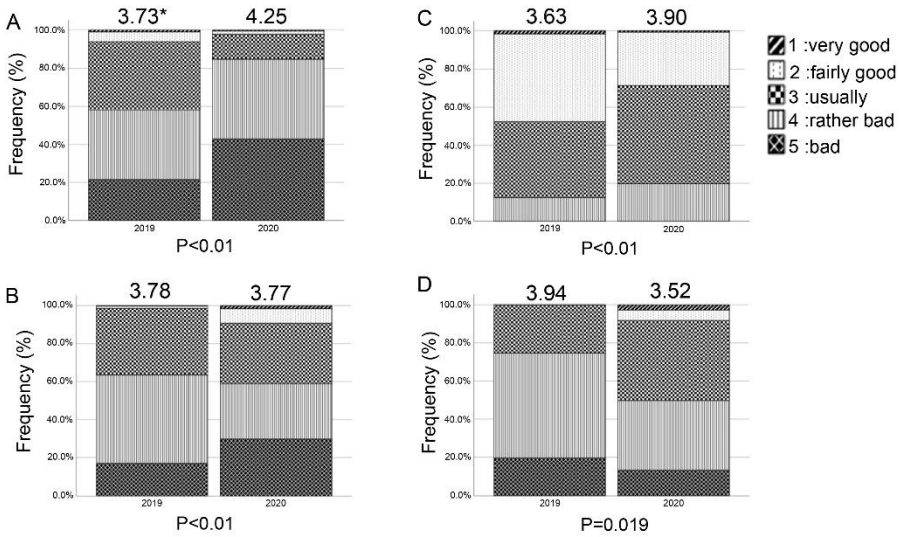 A
3.73* 4.25
100.0%
80.0%
60.0%
40.0%
20.0%
0.0%
Frequency (%)
2019 2020
P<0.01
C
3.63 3.90
100.0%
80.0%
60.0%
40.0%
20.0%
0.0%
Frequency (%)
2019 2020
P<0.01
1 :very good
2 :fairly good
3 :usually
4 :rather bad
5 :bad
B
3.78 3.77
100.0%
80.0%
60.0%
40.0%
20.0%
0.0%
Frequency (%)
2019 2020
P<0.01
D
3.94 3.52
100.0%
80.0%
60.0%
40.0%
20.0%
0.0%
Frequency (%)
2019 2020
P=0.019